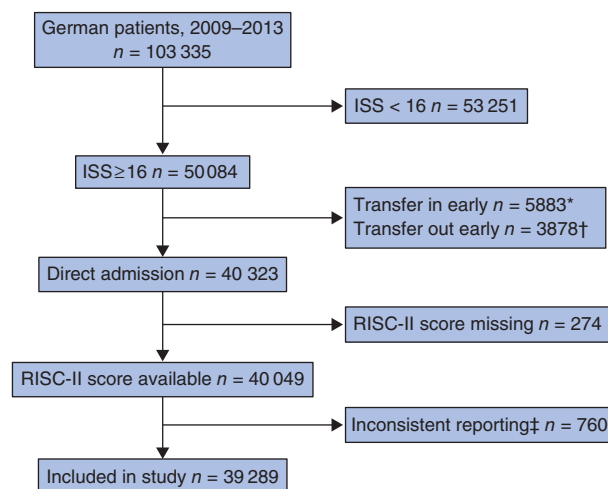 German patients, 2009–2013
n = 103 335
ISS < 16 n = 53 251
ISS ≥ 16 n = 50 084
Transfer in early n = 5883*
Transfer out early n = 3878†
Direct admission n = 40 323
RISC-II score missing n = 274
RISC-II score available n = 40 049
Inconsistent reporting‡ n = 760
Included in study n = 39 289